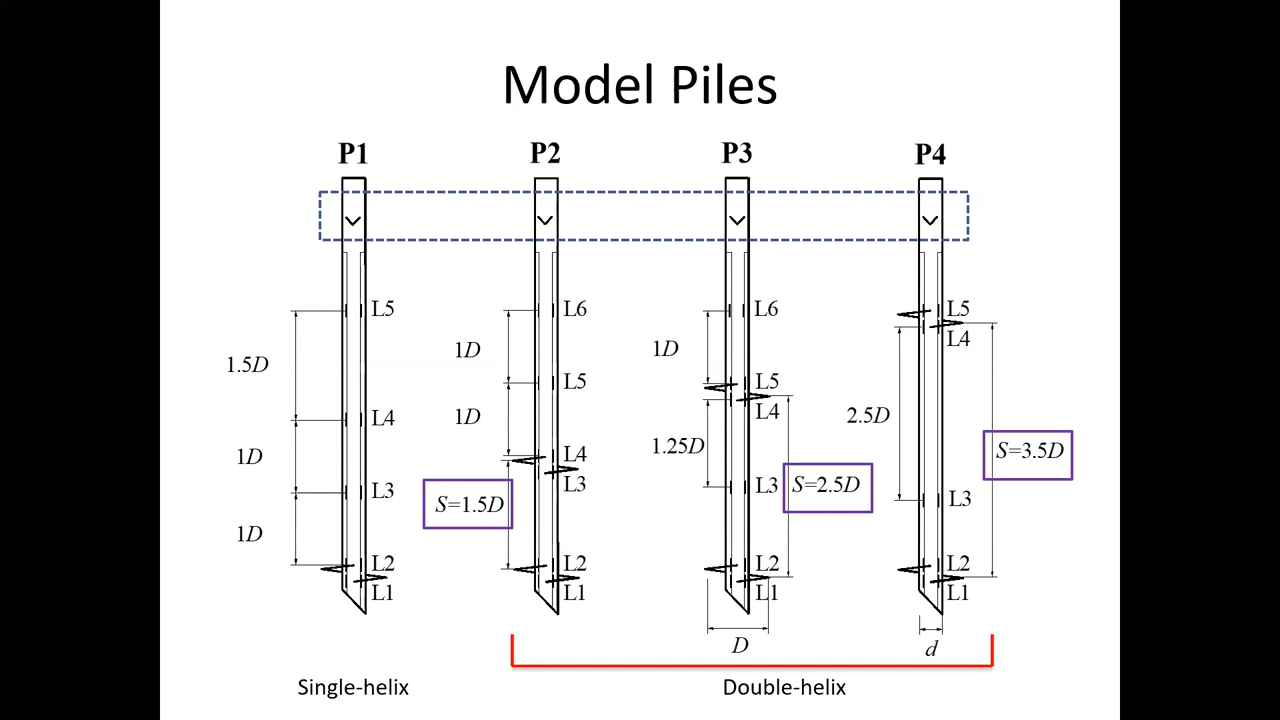 Model Piles
P1 P2 P3 P4
L5 L6 L6 L5
L4
1D 1D
1.5D
L5 L5
L4
1D 2.5D
L4
1.25D S=3.5D
1D L4
L3 L3 L3 S=2.5D L3
S=1.5D
1D
L2 L2 L2 L2
L1 L1 L1 L1
D d
Single-helix Double-helix